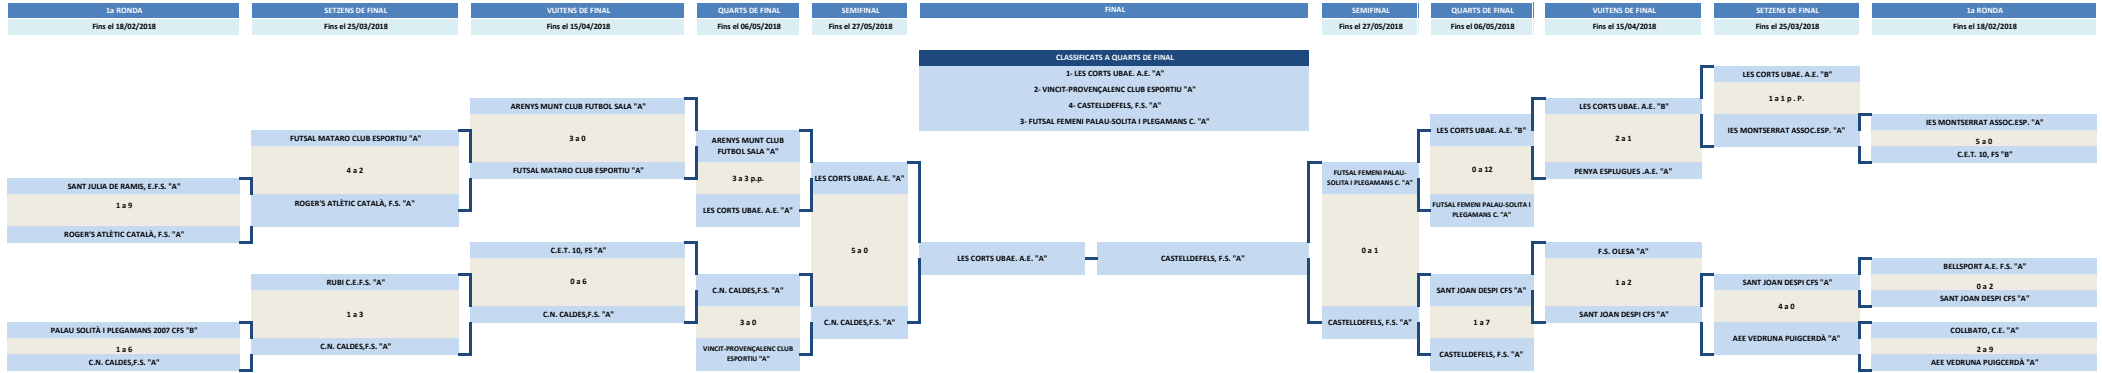 1a RONDA
SETZENS DE FINAL
VUITENS DE FINAL
QUARTS DE FINAL
SEMIFINAL
FINAL
SEMIFINAL
QUARTS DE FINAL
VUITENS DE FINAL
SETZENS DE FINAL
1a RONDA
Fins el 18/02/2018
Fins el 25/03/2018
Fins el 15/04/2018
Fins el 06/05/2018
Fins el 27/05/2018
Fins el 27/05/2018
Fins el 06/05/2018
Fins el 15/04/2018
Fins el 25/03/2018
Fins el 18/02/2018
SANT JULIA DE RAMIS, E.F.S. "A"
1 a 9
ROGER'S ATLÈTIC CATALÀ, F.S. "A"
PALAU SOLITÀ I PLEGAMANS 2007 CFS "B"
1 a 6
C.N. CALDES,F.S. "A"
FUTSAL MATARO CLUB ESPORTIU "A"
4 a 2
ROGER'S ATLÈTIC CATALÀ, F.S. "A"
RUBI C.E.F.S. "A"
1 a 3
C.N. CALDES,F.S. "A"
ARENYS MUNT CLUB FUTBOL SALA "A"
3 a 0
FUTSAL MATARO CLUB ESPORTIU "A"
C.E.T. 10, FS "A"
0 a 6
C.N. CALDES,F.S. "A"
ARENYS MUNT CLUB
FUTBOL SALA "A"
3 a 3 p.p.
LES CORTS UBAE. A.E. "A"
C.N. CALDES,F.S. "A"
3 a 0
VINCIT-PROVENÇALENC CLUB
ESPORTIU "A"
LES CORTS UBAE. A.E. "A"
5 a 0
C.N. CALDES,F.S. "A"
CLASSIFICATS A QUARTS DE FINAL
1- LES CORTS UBAE. A.E. "A"
2- VINCIT-PROVENÇALENC CLUB ESPORTIU "A"
4- CASTELLDEFELS, F.S. "A"
3- FUTSAL FEMENI PALAU-SOLITA I PLEGAMANS C. "A"
LES CORTS UBAE. A.E. "A"
CASTELLDEFELS, F.S. "A"
FUTSAL FEMENI PALAU-
SOLITA I PLEGAMANS C. "A"
0 a 1
CASTELLDEFELS, F.S. "A"
LES CORTS UBAE. A.E. "B"
0 a 12
FUTSAL FEMENI PALAU-SOLITA I
PLEGAMANS C. "A"
SANT JOAN DESPI CFS "A"
1 a 7
CASTELLDEFELS, F.S. "A"
LES CORTS UBAE. A.E. "B"
2 a 1
PENYA ESPLUGUES .A.E. "A"
F.S. OLESA "A"
1 a 2
SANT JOAN DESPI CFS "A"
LES CORTS UBAE. A.E. "B"
1 a 1 p . P.
IES MONTSERRAT ASSOC.ESP. "A"
SANT JOAN DESPI CFS "A"
4 a 0
AEE VEDRUNA PUIGCERDÀ "A"
IES MONTSERRAT ASSOC.ESP. "A"
5 a 0
C.E.T. 10, FS "B"
BELLSPORT A.E. F.S. "A"
0 a 2
SANT JOAN DESPI CFS "A"
COLLBATO, C.E. "A"
2 a 9
AEE VEDRUNA PUIGCERDÀ "A"